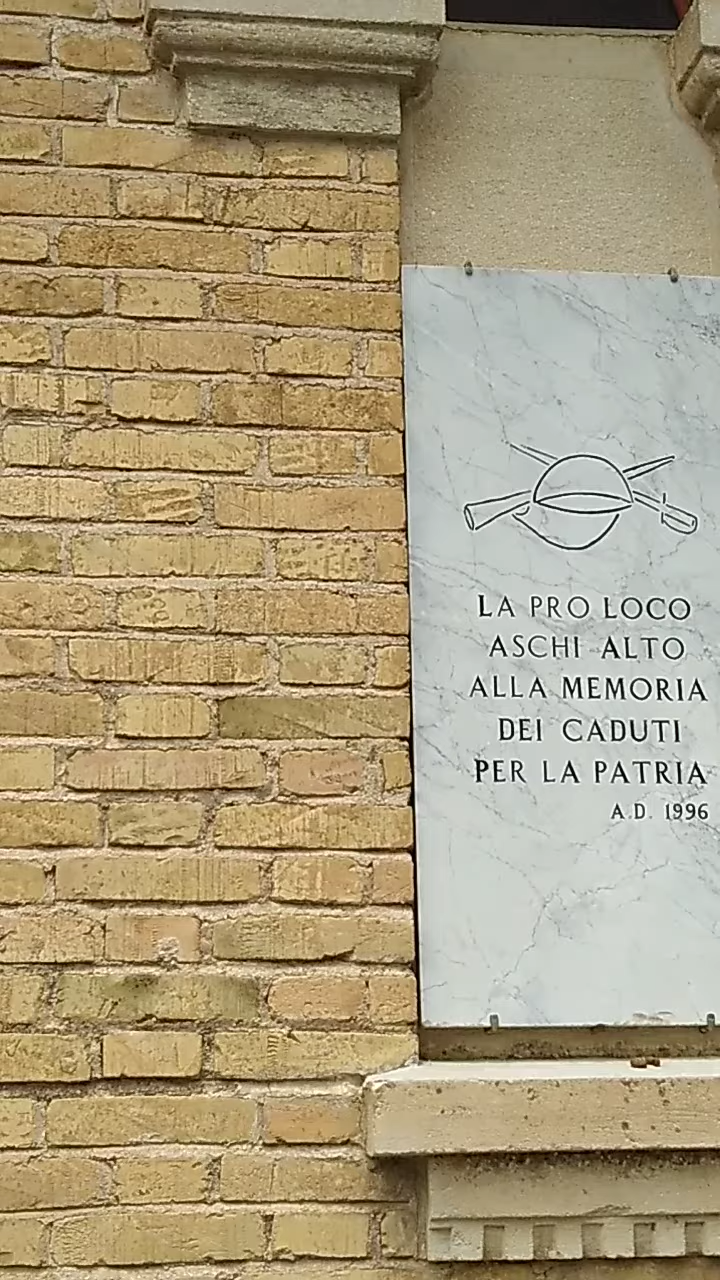 LA PRO LOCO
ASCHI ALTO
ALLA MEMORIA
DEI CADUTI
PER LA PATRIA
A.D. 1996